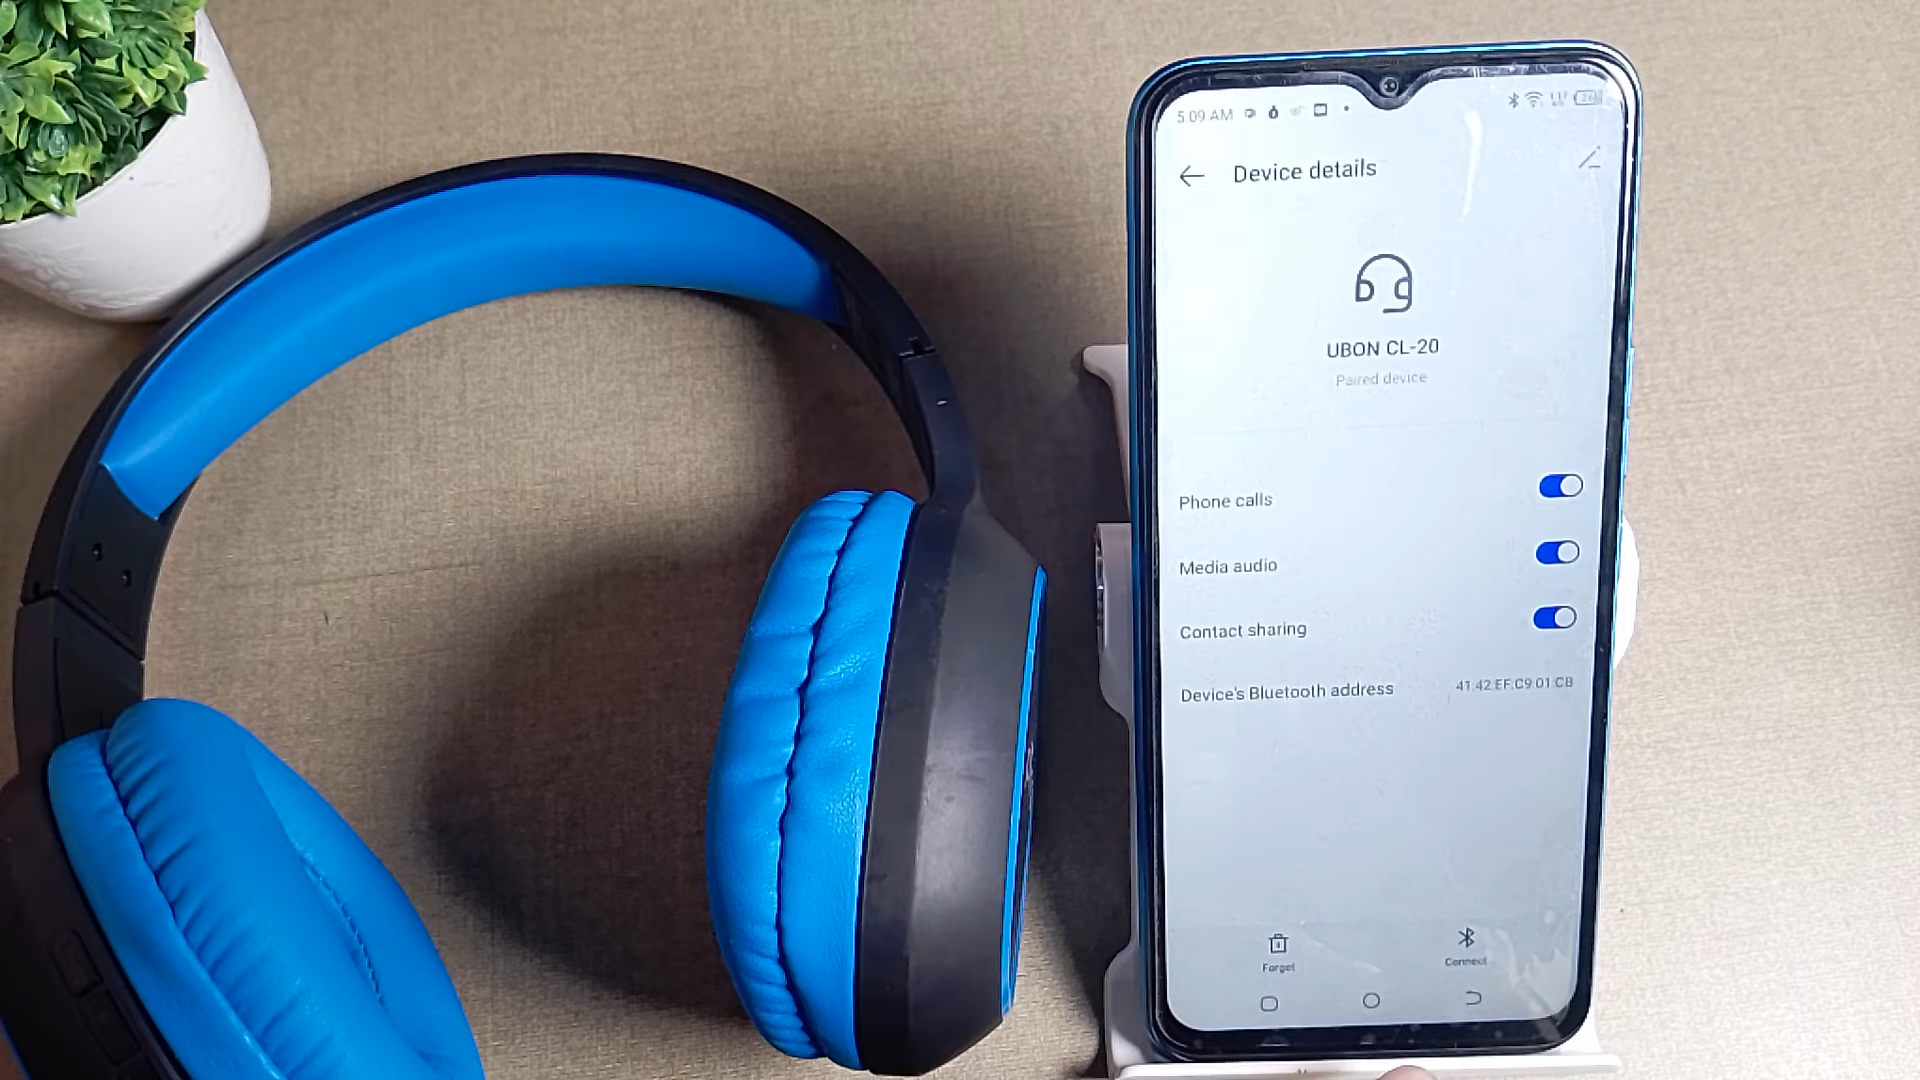 5.09 AM
Device details
UBON CL-20
Paired device
Phone calls
Media audio
Contact sharing
Device's Bluetooth address 41:42:EF:C9:01:CB
Forget
Connect